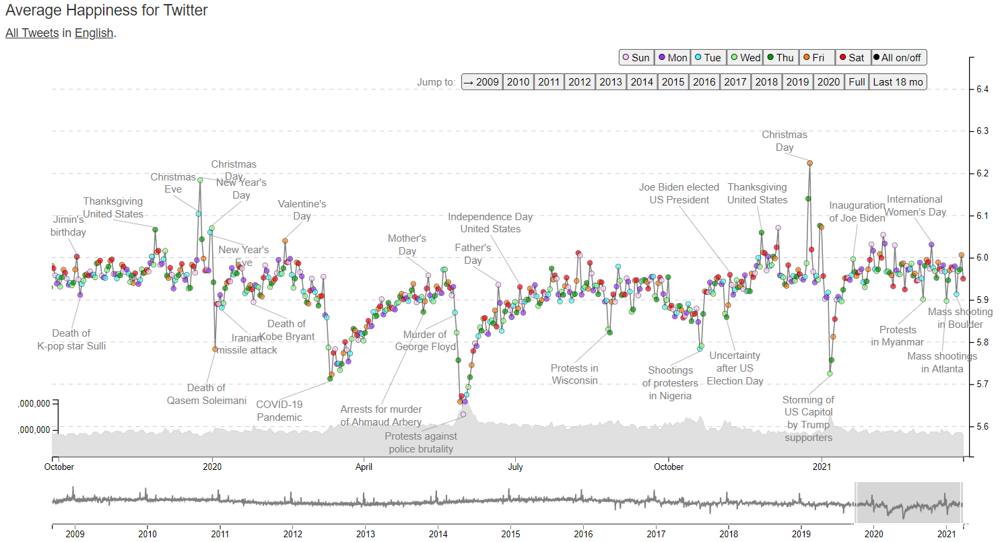 Average Happiness for Twitter
All Tweets in English.
Sun Mon Tue Wed Thu Fri Sat All on/off
Jump to: → 2009 2010 2011 2012 2013 2014 2015 2016 2017 2018 2019 2020 Full Last 18 mo
6.4
6.3
6.2
6.1
6.0
5.9
5.8
5.7
5.6
Jimin's
birthday
Death of
K-pop star Sulli
Thanksgiving
United States
Christmas
Eve
Christmas
Day
New Year's
Day
New Year's
Eve
Death of
Qasem Soleimani
Iranian
missile attack
Death of
Kobe Bryant
Valentine's
Day
COVID-19
Pandemic
Mother's
Day
Arrests for murder
of Ahmaud Arbery
Murder of
George Floyd
Protests against
police brutality
Father's
Day
Independence Day
United States
Protests in
Wisconsin
Shootings
of protesters
in Nigeria
Joe Biden elected
US President
Uncertainty
after US
Election Day
Thanksgiving
United States
Christmas
Day
Storming of
US Capitol
by Trump
supporters
Inauguration
of Joe Biden
International
Women's Day
Protests
in Myanmar
Mass shootings
in Atlanta
Mass shooting
in Boulder
,000,000
,000,000
October 2020 April July October 2021
2009 2010 2011 2012 2013 2014 2015 2016 2017 2018 2019 2020 2021